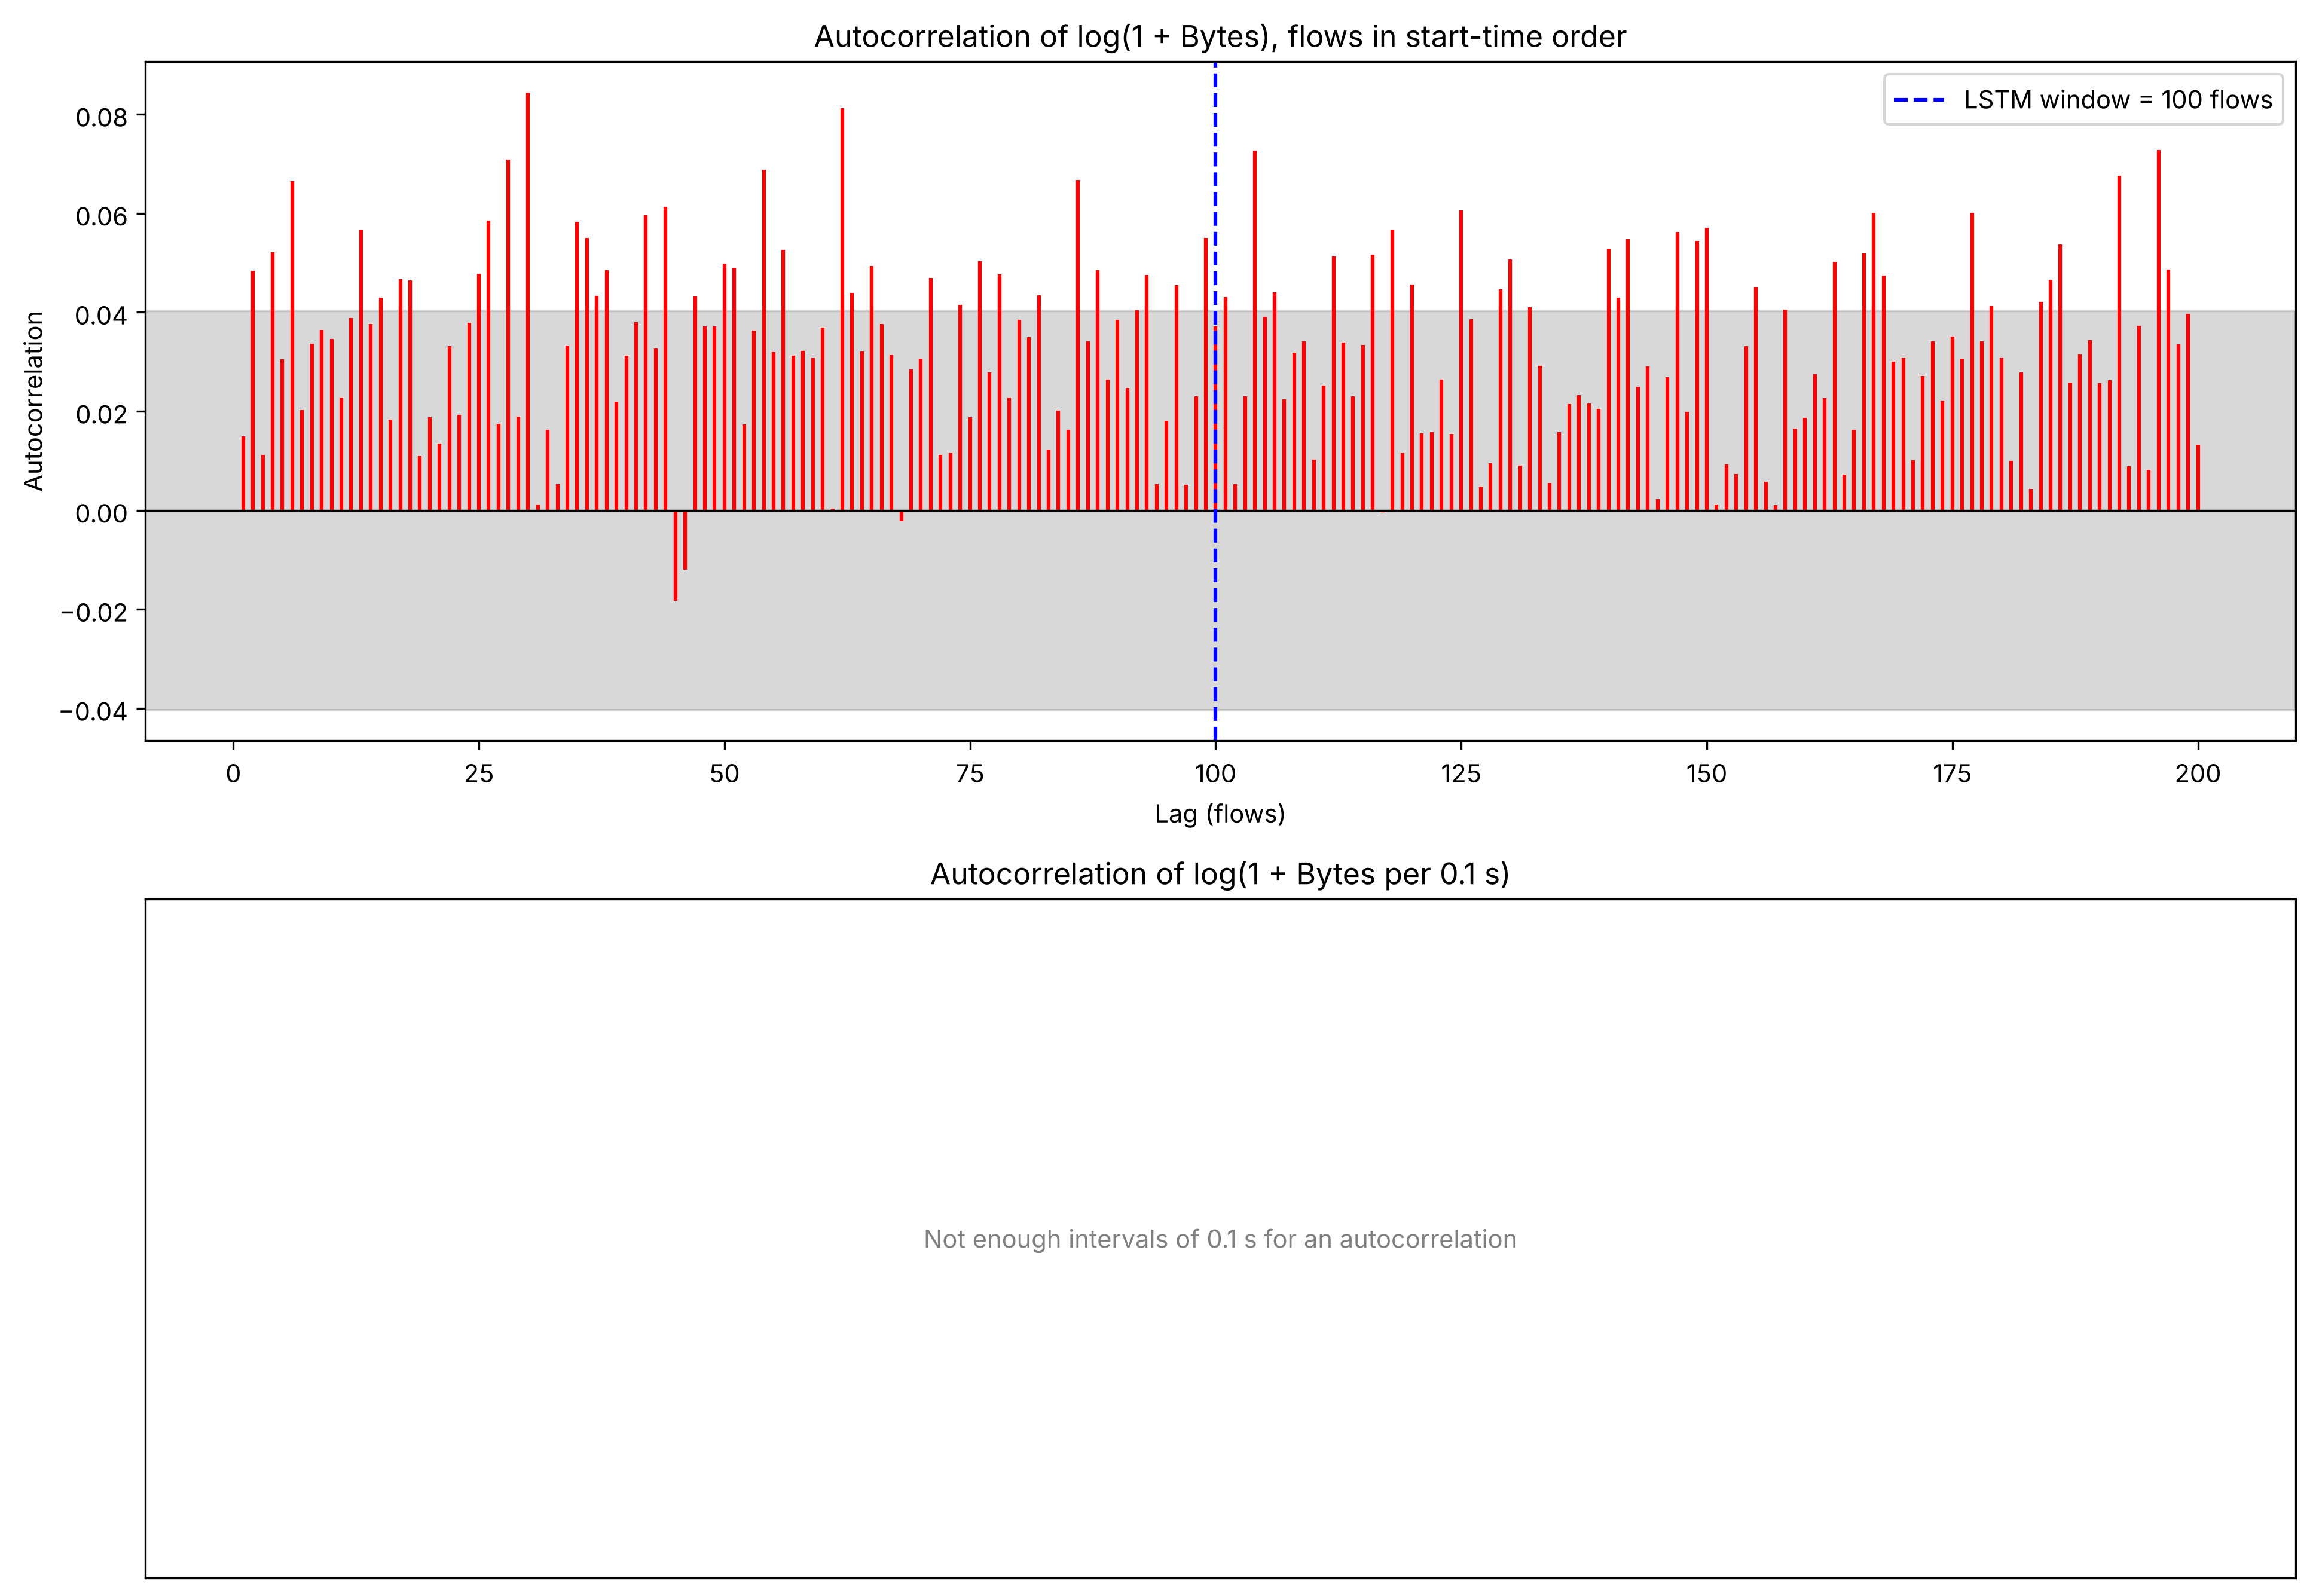 Autocorrelation of log(1 + Bytes), flows in start-time order
LSTM window = 100 flows
Autocorrelation
0.08
0.06
0.04
0.02
0.00
−0.02
−0.04
0 25 50 75 100 125 150 175 200
Lag (flows)
Autocorrelation of log(1 + Bytes per 0.1 s)
Not enough intervals of 0.1 s for an autocorrelation